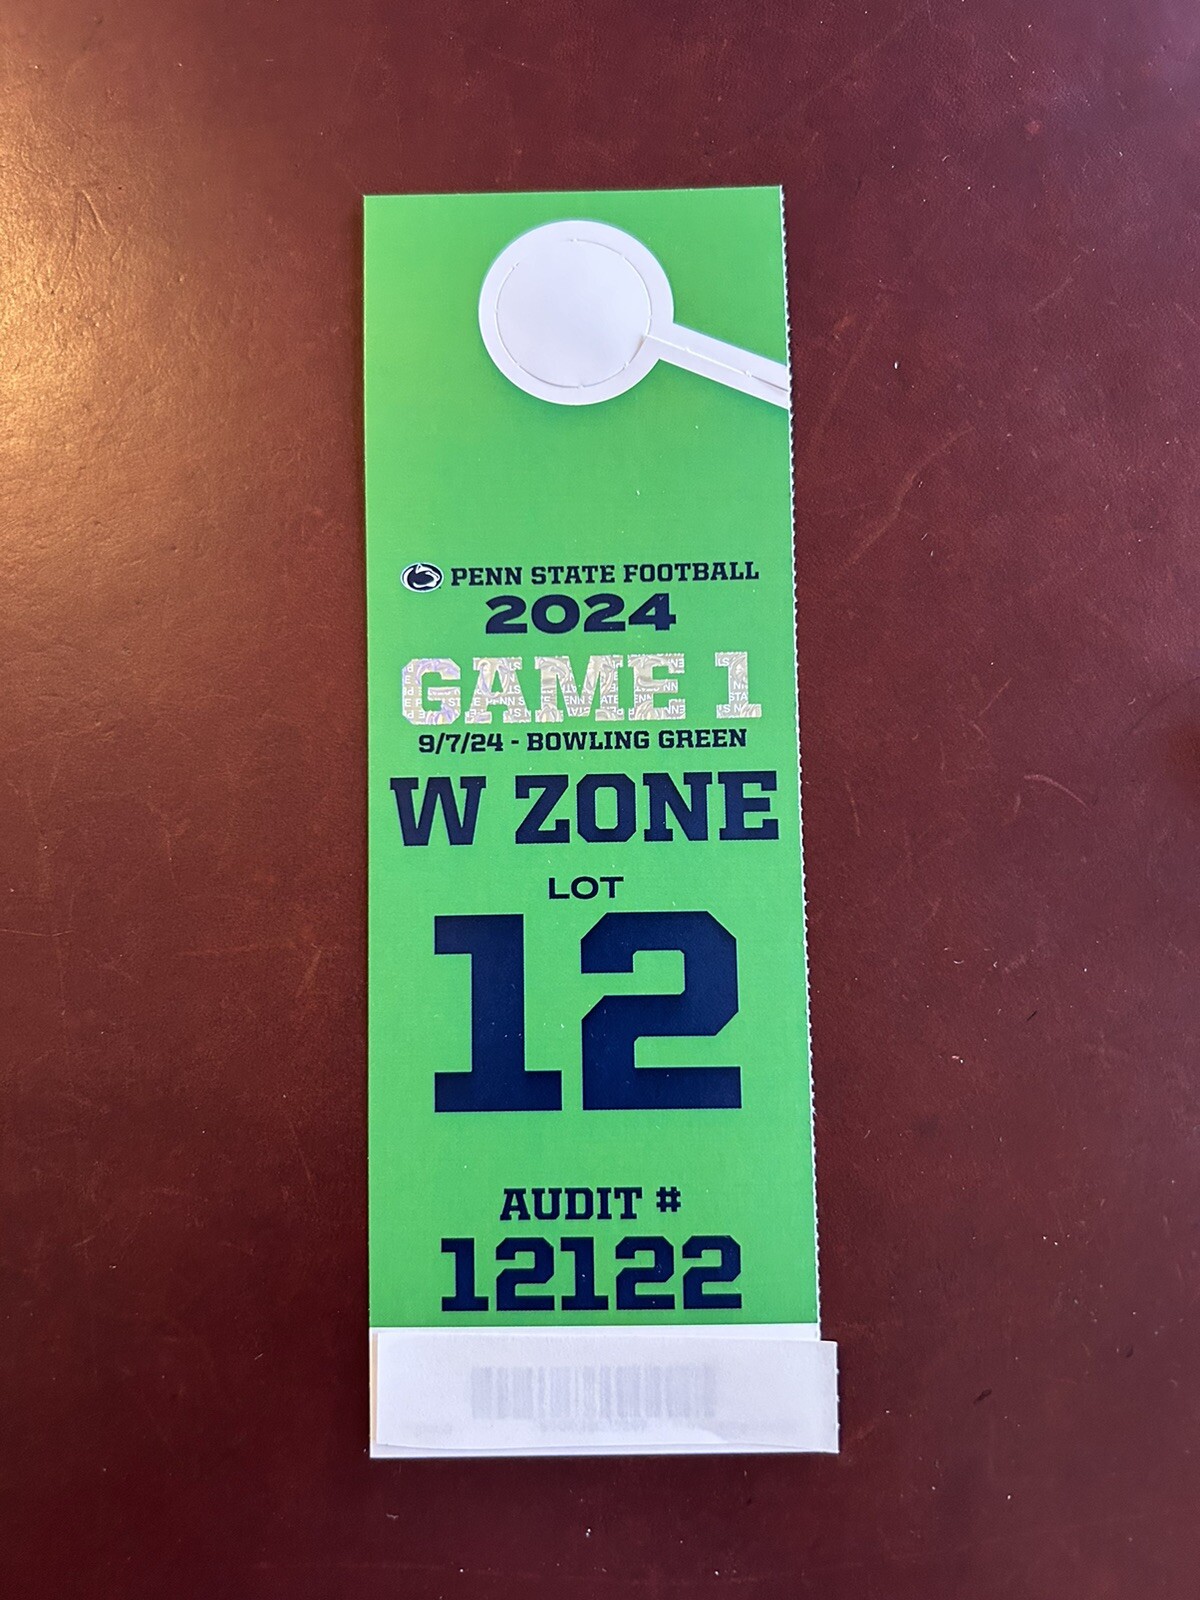 PENN STATE FOOTBALL
2024
GAME 1
9/7/24 - BOWLING GREEN
W ZONE
LOT
12
AUDIT #
12122